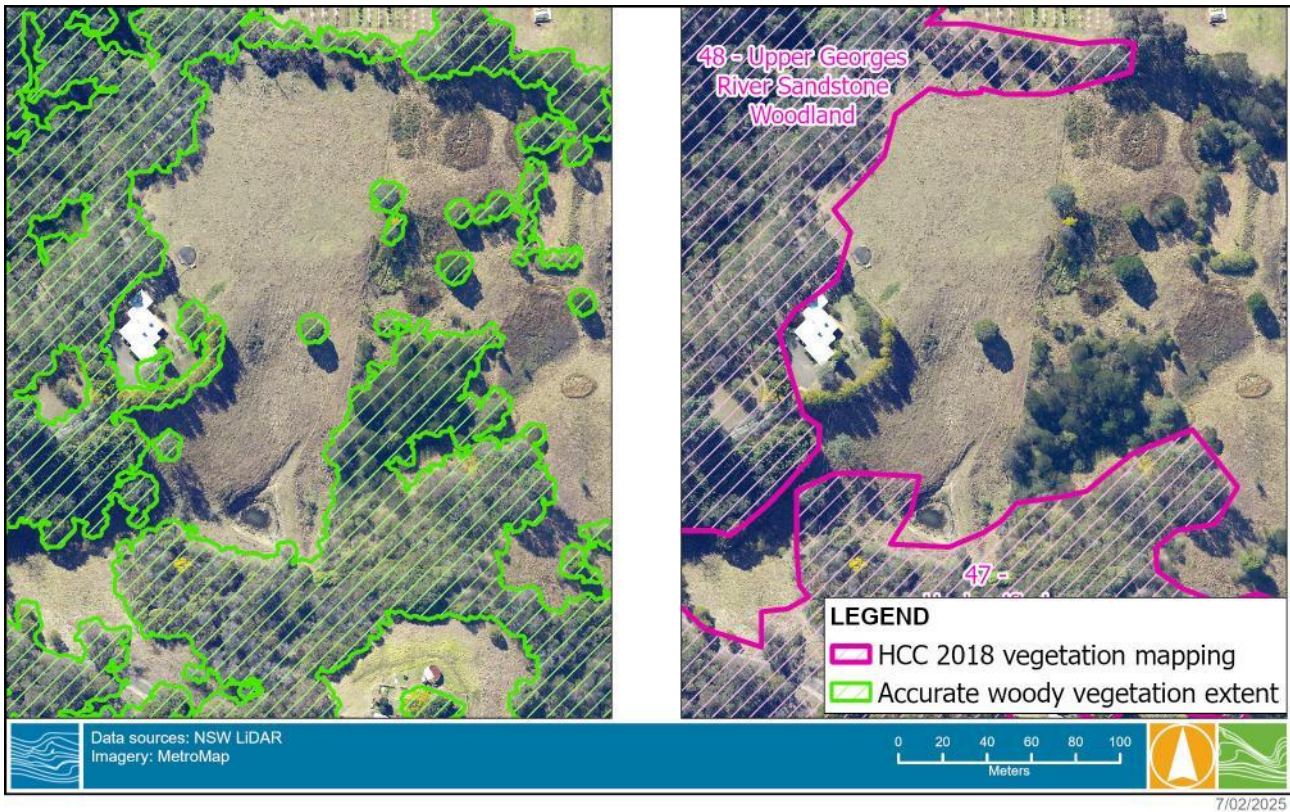 48 - Upper Georges
River Sandstone
Woodland
47 -
LEGEND
HCC 2018 vegetation mapping
Accurate woody vegetation extent
Data sources: NSW LiDAR
Imagery: MetroMap
0 20 40 60 80 100
Meters
7/02/2025